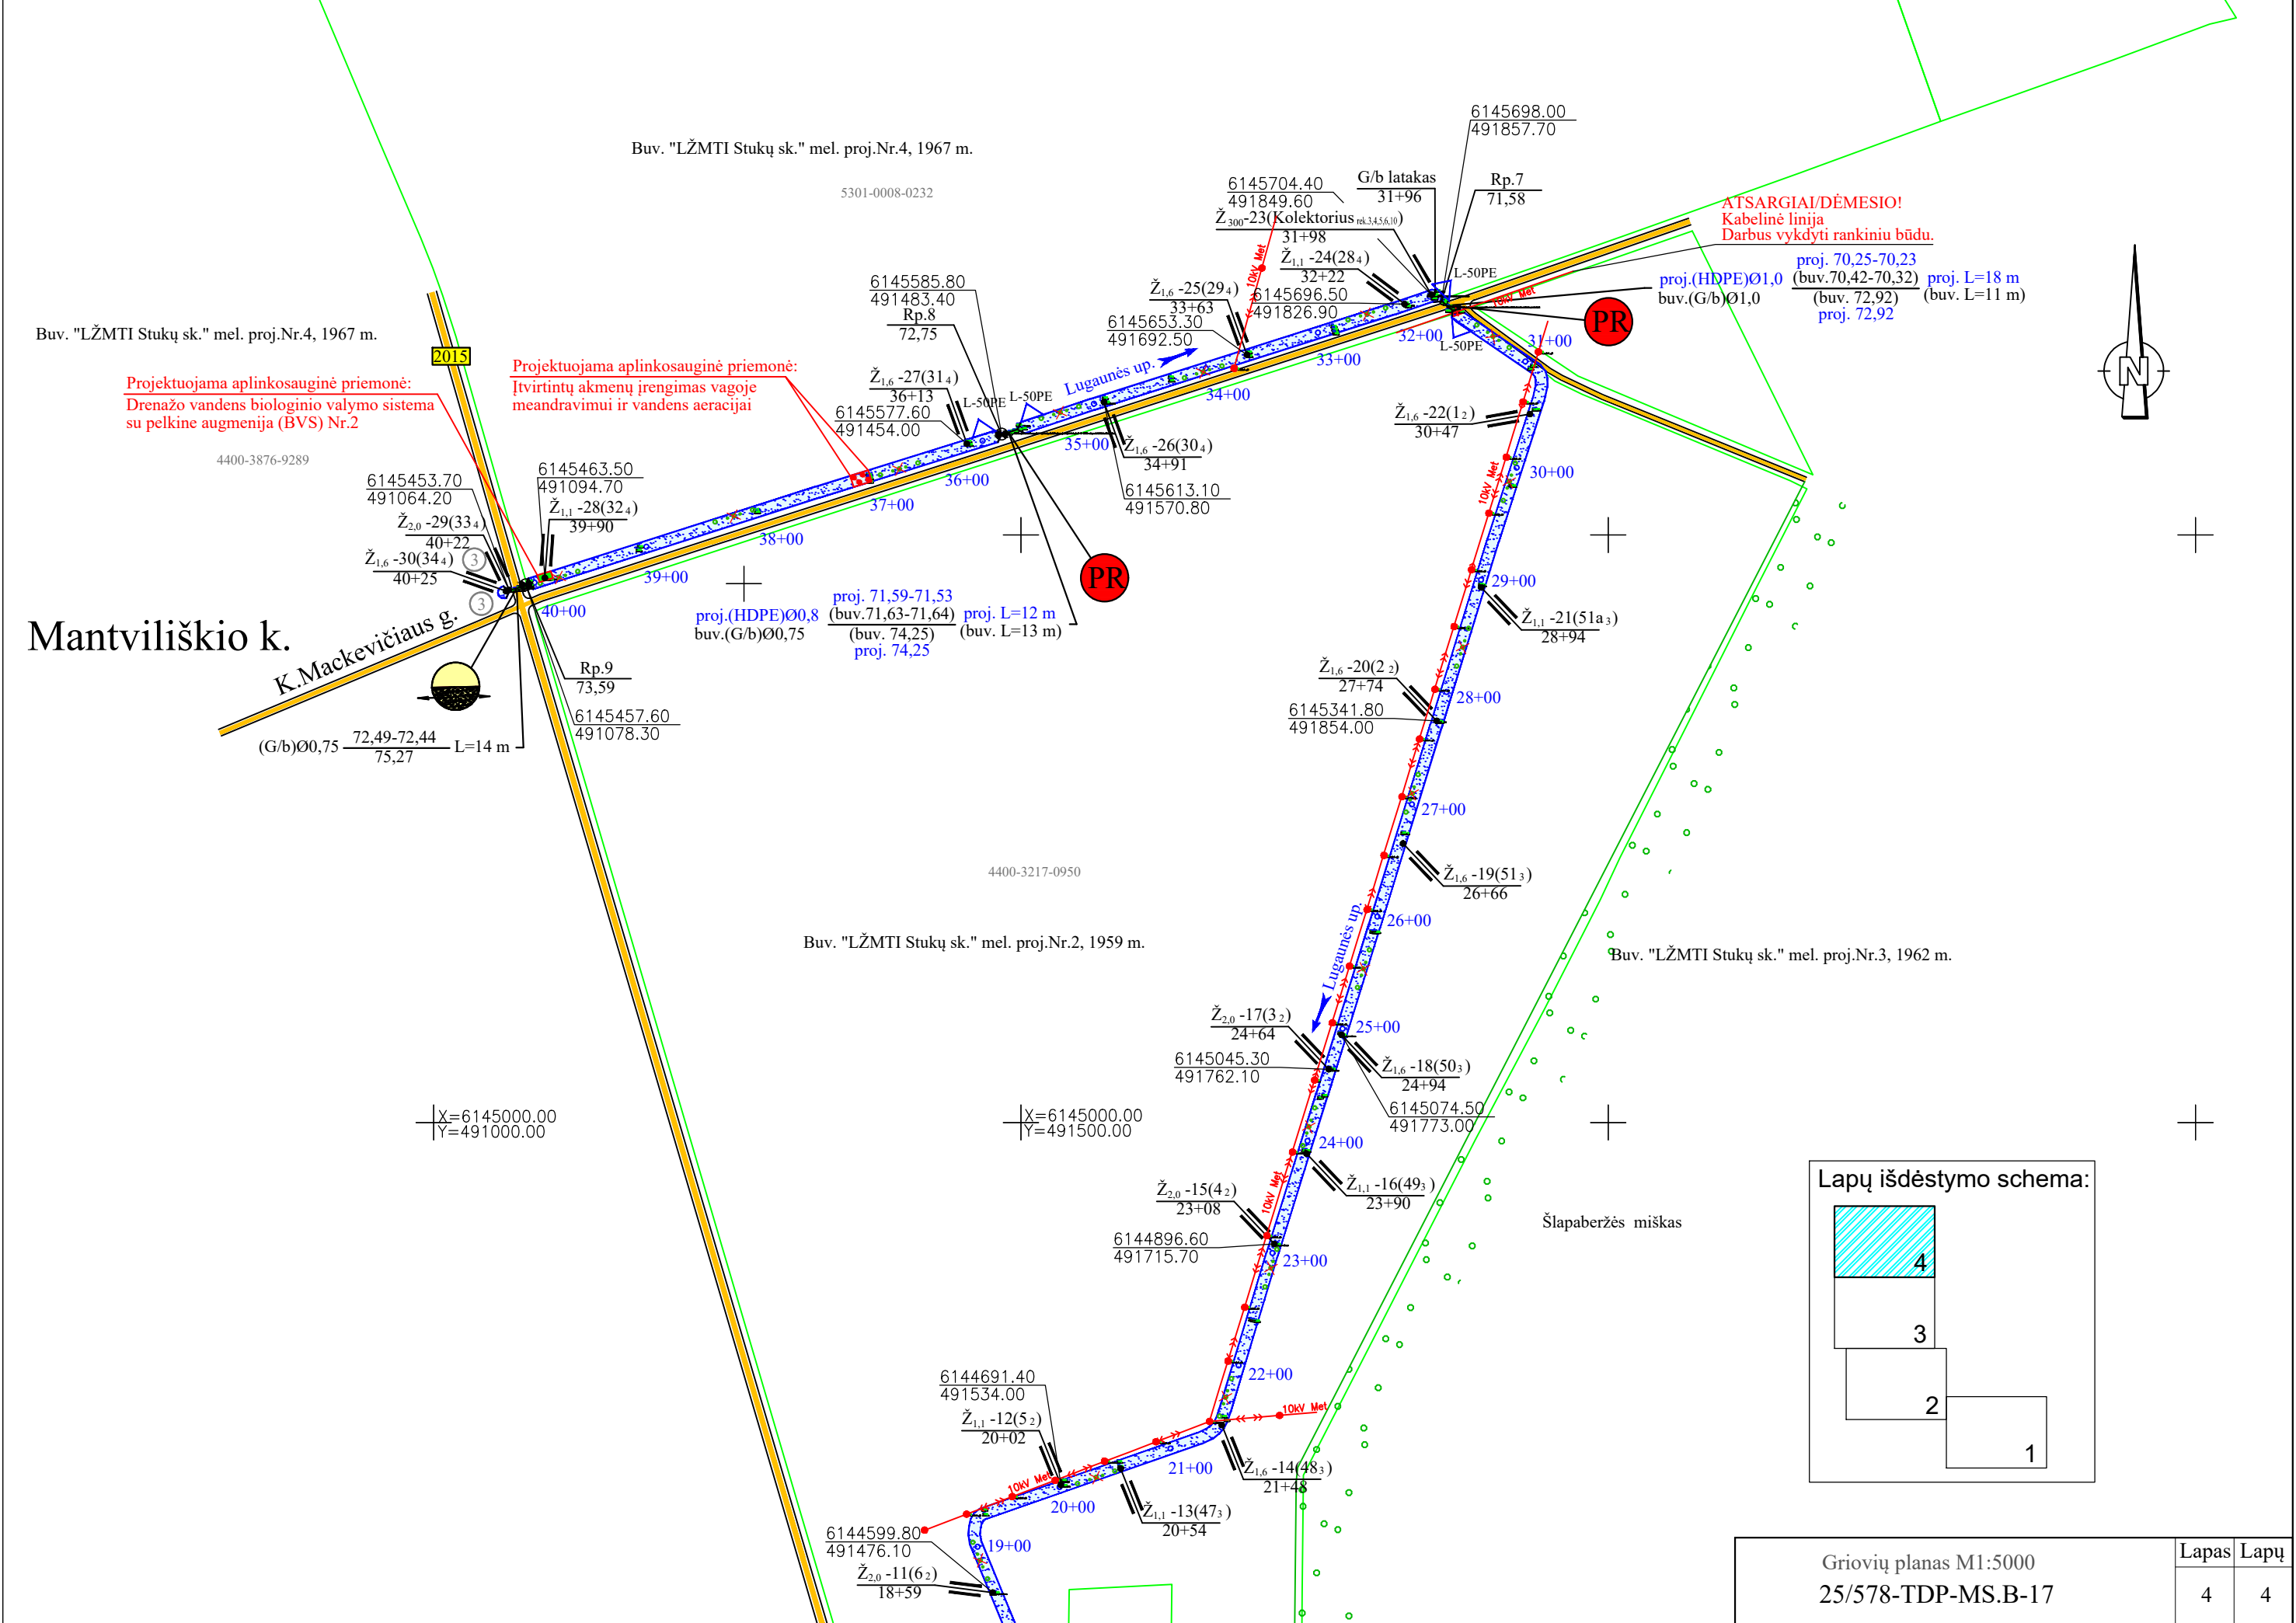 6145698.00
491857.70
Buv. "LŽMTI Stukų sk." mel. proj.Nr.4, 1967 m.
5301-0008-0232
6145704.40
491849.60
G/b latakas
31+96
Rp.7
71,58
Ž300-23(Kolektorius rek.3,4,5,6,10)
31+98
ATSARGIAI/DĖMESIO!
Kabelinė linija
Darbus vykdyti rankiniu būdu.
10kV Met
Ž1,1 -24(284)
32+22
L-50PE
proj.(HDPE)Ø1,0
buv.(G/b)Ø1,0
proj. 70,25-70,23
(buv.70,42-70,32)
(buv. 72,92)
proj. 72,92
proj. L=18 m
(buv. L=11 m)
10kV Met
PR
6145585.80
491483.40
Rp.8
72,75
Ž1,6 -25(294)
33+63
6145696.50
491826.90
6145653.30
491692.50
Buv. "LŽMTI Stukų sk." mel. proj.Nr.4, 1967 m.
2015
32+00
L-50PE
31+00
33+00
34+00
Lugaunės up.
Projektuojama aplinkosauginė priemonė:
Įtvirtintų akmenų įrengimas vagoje
meandravimui ir vandens aeracijai
Projektuojama aplinkosauginė priemonė:
Drenažo vandens biologinio valymo sistema
su pelkine augmenija (BVS) Nr.2
Ž1,6 -27(314)
36+13
L-50PE
L-50PE
6145577.60
491454.00
N
Ž1,6 -22(12)
30+47
35+00
Ž1,6 -26(304)
34+91
4400-3876-9289
6145453.70
491064.20
6145463.50
491094.70
36+00
37+00
6145613.10
491570.80
10kV Met
30+00
Ž2,0 -29(334)
40+22
Ž1,1 -28(324)
39+90
Ž1,6 -30(344)
40+25
3
3
38+00
39+00
40+00
PR
29+00
Ž1,1 -21(51a3)
28+94
Mantviliškio k.
K.Mackevičiaus g.
proj.(HDPE)Ø0,8
buv.(G/b)Ø0,75
proj. 71,59-71,53
(buv.71,63-71,64)
(buv. 74,25)
proj. 74,25
proj. L=12 m
(buv. L=13 m)
Rp.9
73,59
6145457.60
491078.30
(G/b)Ø0,75
72,49-72,44
75,27
L=14 m
Ž1,6 -20(22)
27+74
28+00
6145341.80
491854.00
27+00
4400-3217-0950
Ž1,6 -19(513)
26+66
26+00
Lugaunės up.
Buv. "LŽMTI Stukų sk." mel. proj.Nr.2, 1959 m.
Buv. "LŽMTI Stukų sk." mel. proj.Nr.3, 1962 m.
Ž2,0 -17(32)
24+64
25+00
6145045.30
491762.10
Ž1,6 -18(503)
24+94
6145074.50
491773.00
X=6145000.00
Y=491000.00
X=6145000.00
Y=491500.00
24+00
10kV Met
Ž2,0 -15(42)
23+08
Ž1,1 -16(493)
23+90
6144896.60
491715.70
23+00
Šlapaberžės miškas
Lapų išdėstymo schema:
4
3
2
1
22+00
6144691.40
491534.00
10kV Met
Ž1,1 -12(52)
20+02
21+00
Ž1,6 -14(483)
21+48
10kV Met
20+00
Ž1,1 -13(473)
20+54
6144599.80
491476.10
19+00
Ž2,0 -11(62)
18+59
Griovių planas M1:5000
25/578-TDP-MS.B-17
Lapas
Lapų
4
4